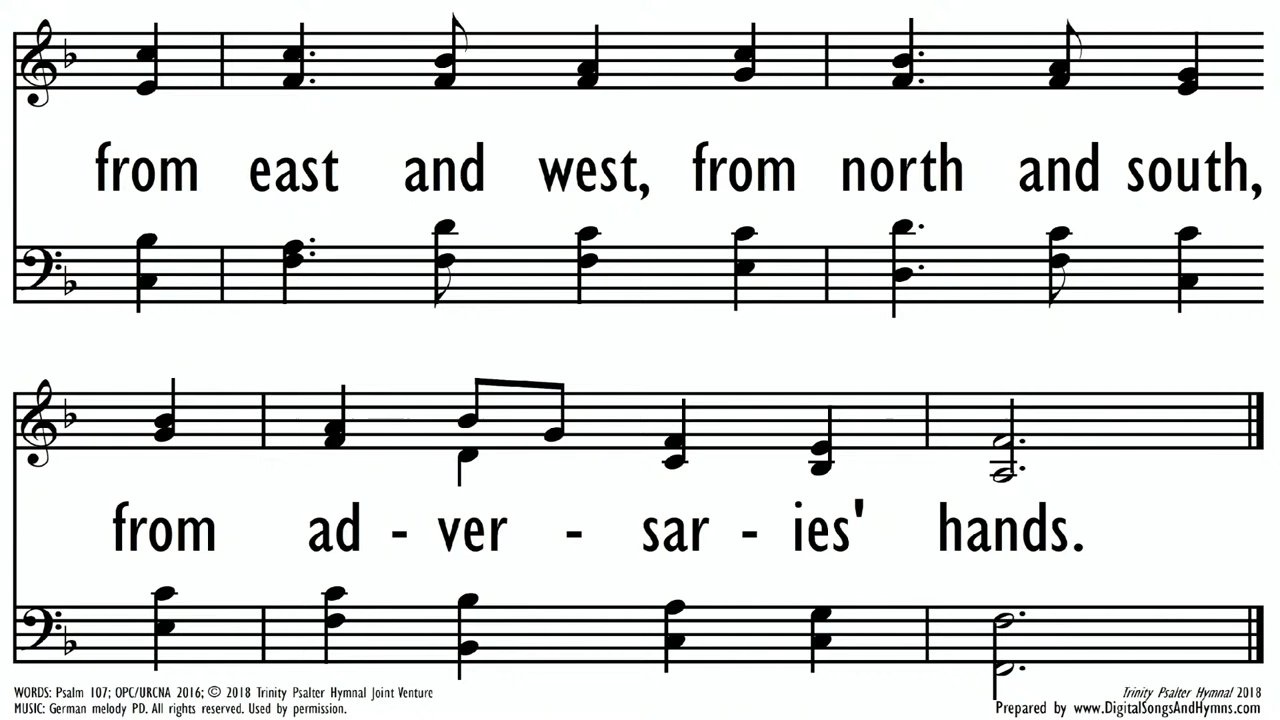 from east and west, from north and south,
from ad - ver - sar - ies' hands.
WORDS: Psalm 107; OPC/URCNA 2016; © 2018 Trinity Psalter Hymnal Joint Venture
MUSIC: German melody PD. All rights reserved. Used by permission.
Trinity Psalter Hymnal 2018
Prepared by www.DigitalSongsAndHymns.com